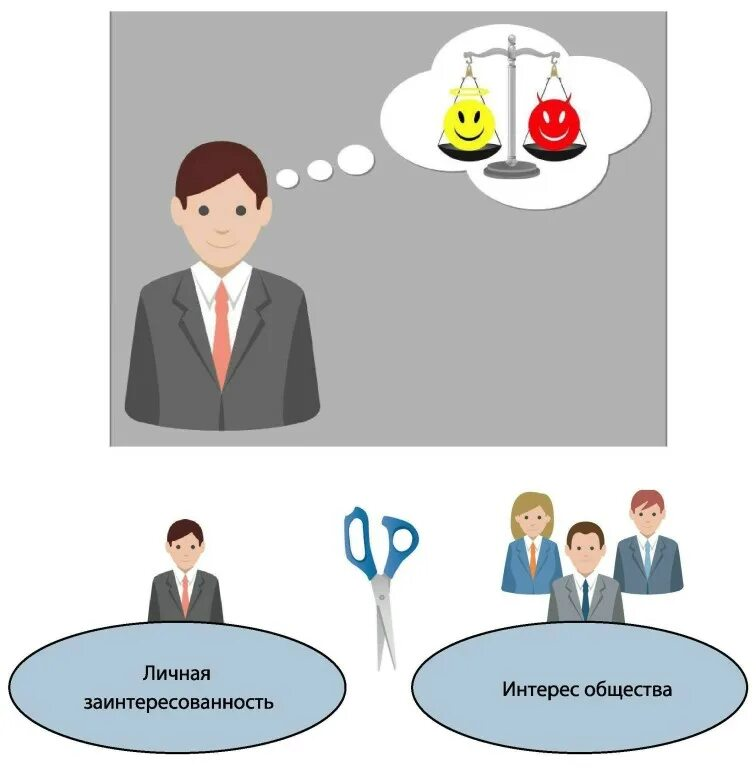 Личная
заинтересованность
Интерес общества